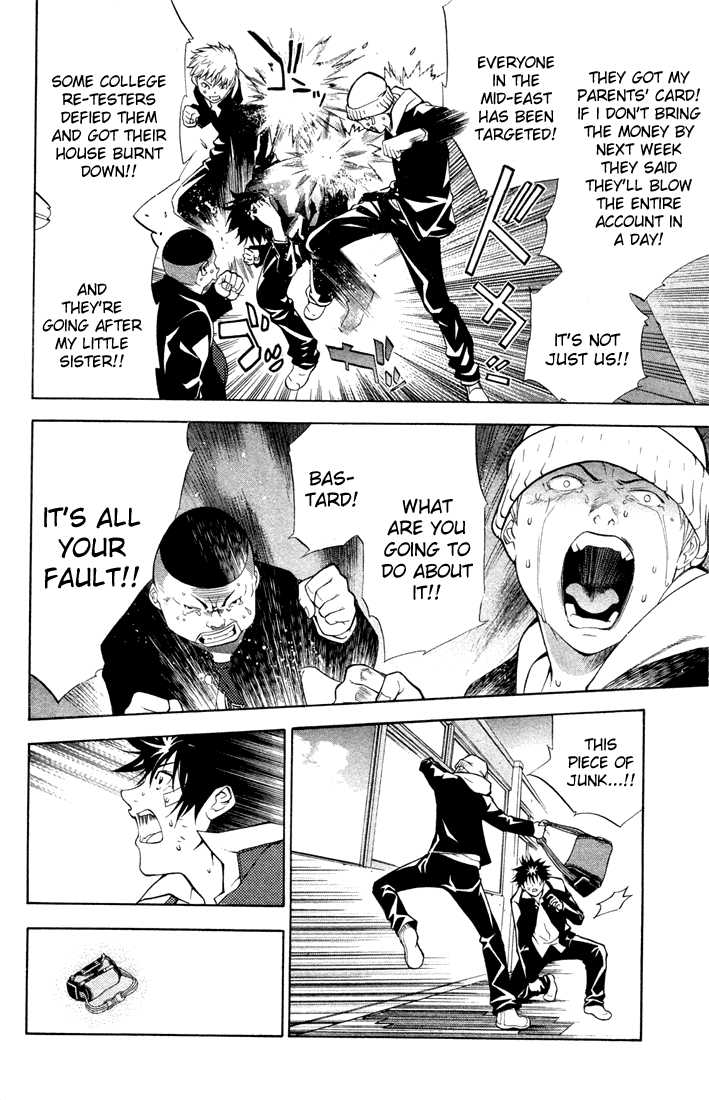 THEY GOT MY
PARENTS' CARD!
IF I DON'T BRING
THE MONEY BY
NEXT WEEK
THEY SAID
THEY'LL BLOW
THE ENTIRE
ACCOUNT IN
A DAY!
IT'S NOT
JUST US!!
EVERYONE
IN THE
MID-EAST
HAS BEEN
TARGETED!
SOME COLLEGE
RE-TESTERS
DEFIED THEM
AND GOT THEIR
HOUSE BURNT
DOWN!!
AND
THEY'RE
GOING AFTER
MY LITTLE
SISTER!!
WHAT
ARE YOU
GOING TO
DO ABOUT
IT!!
BAS-
TARD!
IT'S ALL
YOUR
FAULT!!
THIS
PIECE OF
JUNK...!!